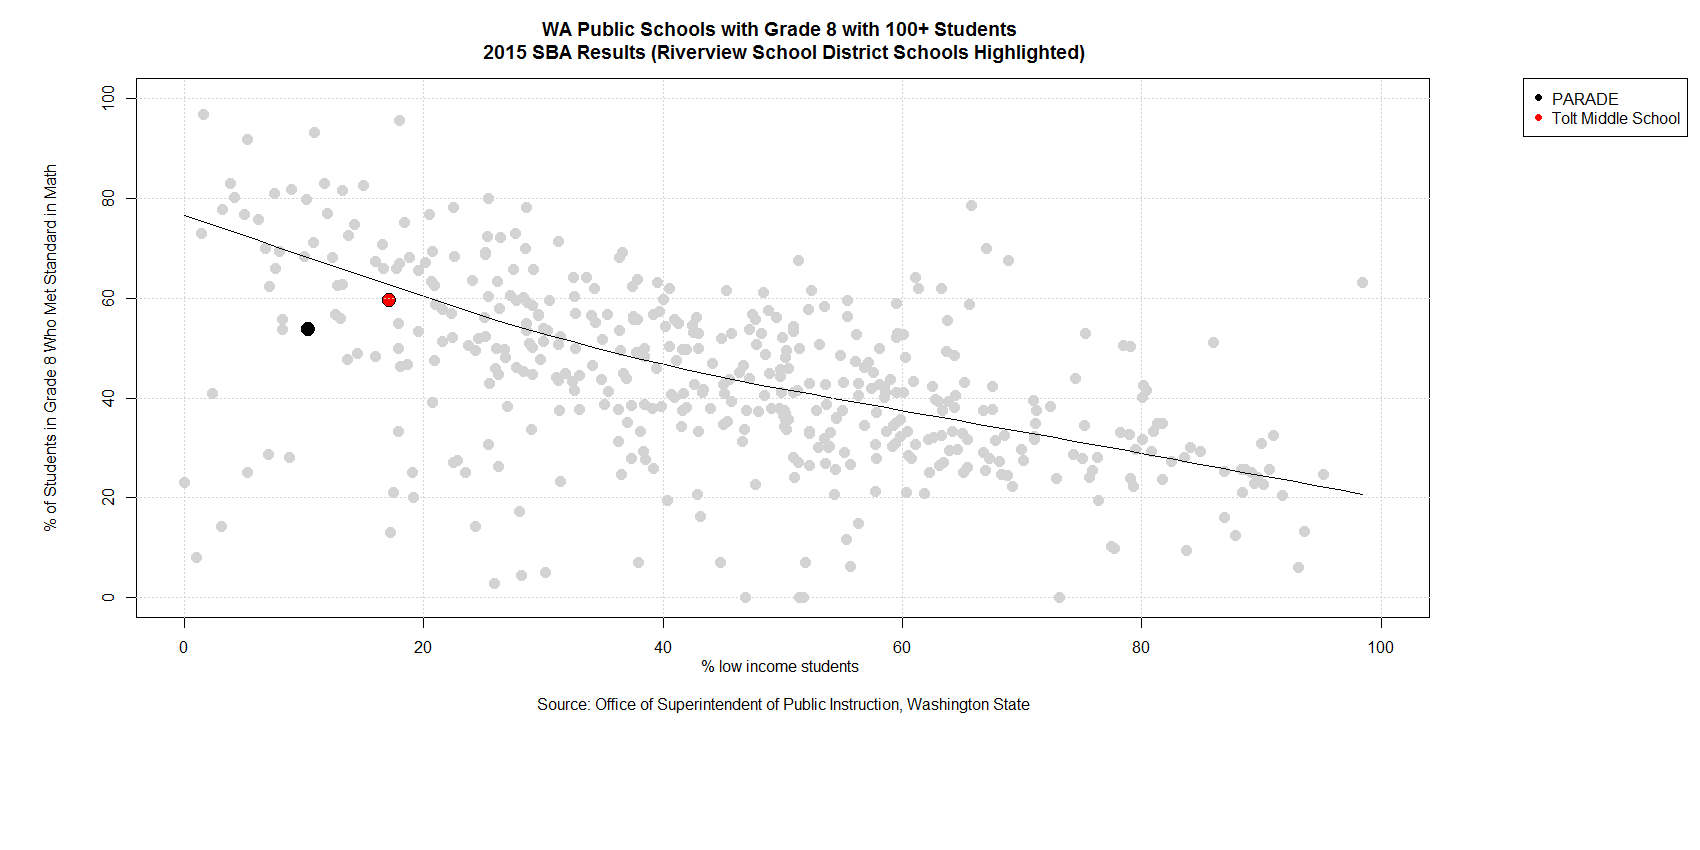 WA Public Schools with Grade 8 with 100+ Students
2015 SBA Results (Riverview School District Schools Highlighted)
PARADE
Tolt Middle School
% of Students in Grade 8 Who Met Standard in Math
100
80
60
40
20
0
0 20 40 60 80 100
% low income students
Source: Office of Superintendent of Public Instruction, Washington State